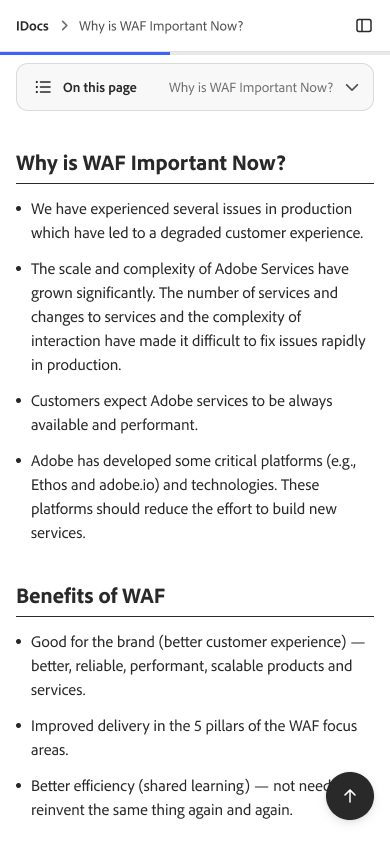 IDocs > Why is WAF Important Now?
On this page Why is WAF Important Now?
Why is WAF Important Now?
• We have experienced several issues in production
which have led to a degraded customer experience.
• The scale and complexity of Adobe Services have
grown significantly. The number of services and
changes to services and the complexity of
interaction have made it difficult to fix issues rapidly
in production.
• Customers expect Adobe services to be always
available and performant.
• Adobe has developed some critical platforms (e.g.,
Ethos and adobe.io) and technologies. These
platforms should reduce the effort to build new
services.
Benefits of WAF
• Good for the brand (better customer experience) —
better, reliable, performant, scalable products and
services.
• Improved delivery in the 5 pillars of the WAF focus
areas.
• Better efficiency (shared learning) — not need
reinvent the same thing again and again.